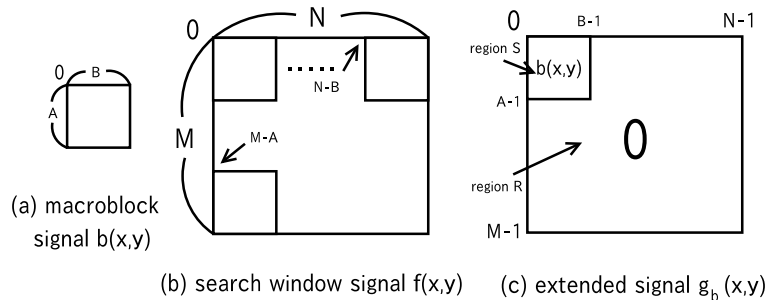 0
B
A
(a) macroblock
signal b(x,y)
N
0
N-B
M
M-A
(b) search window signal f(x,y)
0
B-1
N-1
region S
b(x,y)
A-1
0
region R
M-1
(c) extended signal g_b (x,y)